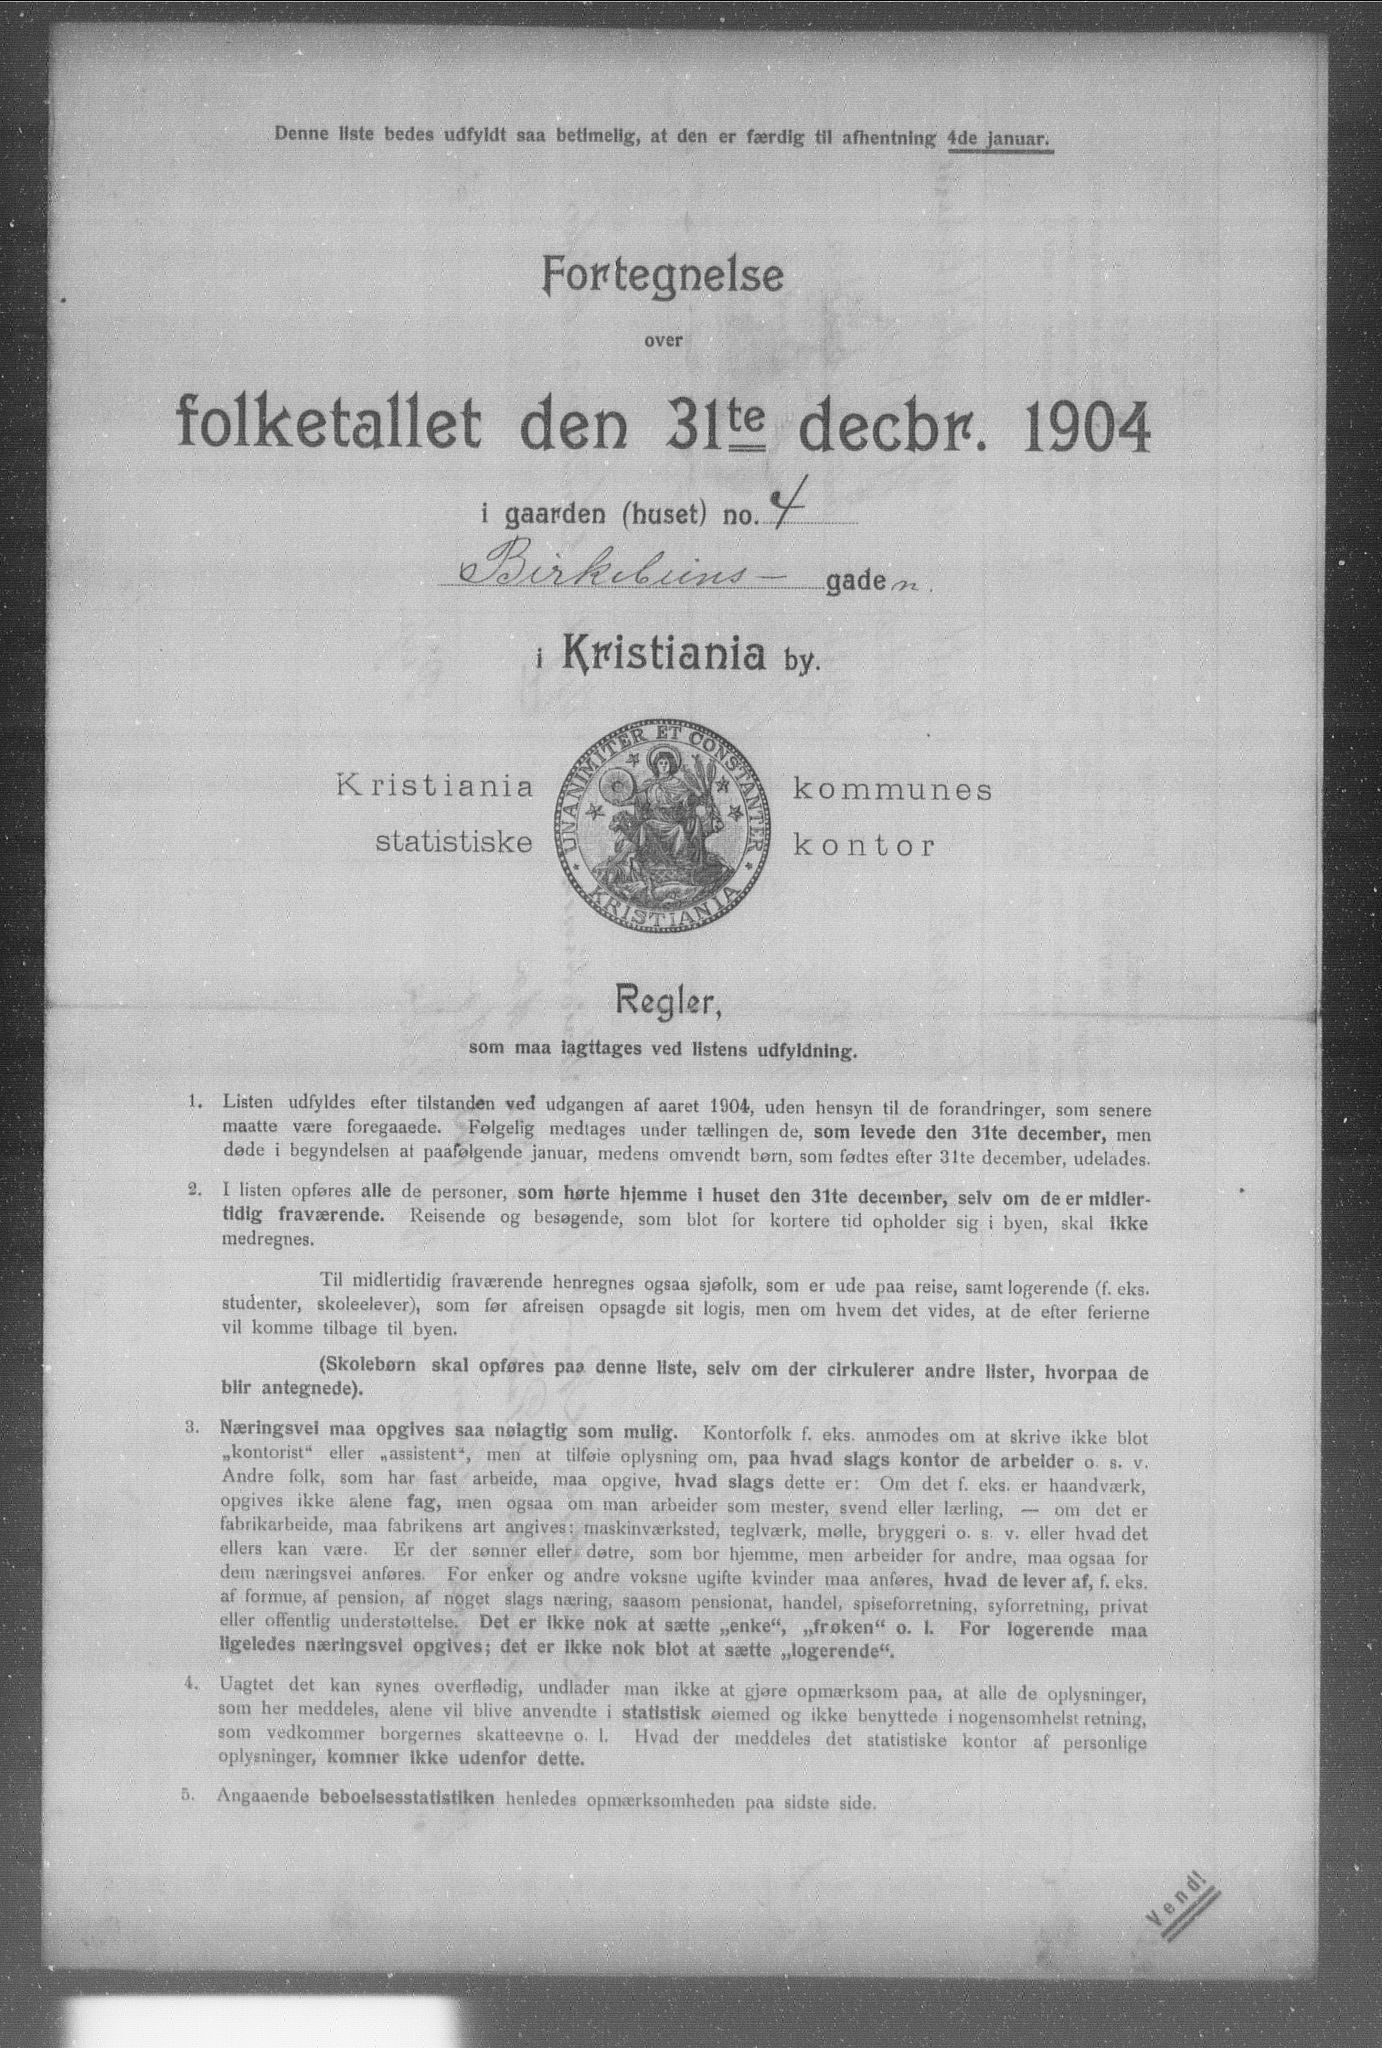 Denne liste bedes udfyldt saa betimelig, at den er færdig til afhentning 4de januar.
Fortegnelse
over
folketallet den 31te decbr. 1904
i gaarden (huset) no. 4
Birkebeins- gaden.
i Kristiania by.
UNANIMITER ET CONSTANTER
KRISTIANIA
Kristiania kommunes
statistiske kontor
Regler,
som maa iagttages ved listens udfyldning.
1. Listen udfyldes efter tilstanden ved udgangen af aaret 1904, uden hensyn til de forandringer, som senere
maatte være foregaaede. Følgelig medtages under tællingen de, som levede den 31te december, men
døde i begyndelsen at paafølgende januar, medens omvendt børn, som fødtes efter 31te december, udelades.
2. I listen opføres alle de personer, som hørte hjemme i huset den 31te december, selv om de er midler-
tidig fraværende. Reisende og besøgende, som blot for kortere tid opholder sig i byen, skal ikke
medregnes.
Til midlertidig fraværende henregnes ogsaa sjøfolk, som er ude paa reise, samt logerende (f. eks.
studenter, skoleelever), som før afreisen opsagde sit logis, men om hvem det vides, at de efter ferierne
vil komme tilbage til byen.
(Skolebørn skal opføres paa denne liste, selv om der cirkulerer andre lister, hvorpaa de
blir antegnede).
3. Næringsvei maa opgives saa nøiagtig som mulig. Kontorfolk f. eks. anmodes om at skrive ikke blot
„kontorist“ eller „assistent“, men at tilføie oplysning om, paa hvad slags kontor de arbeider o. s. v.
Andre folk, som har fast arbeide, maa opgive, hvad slags dette er: Om det f. eks. er haandværk,
opgives ikke alene fag, men ogsaa om man arbeider som mester, svend eller lærling, — om det er
fabrikarbeide, maa fabrikens art angives: maskinværksted, teglværk, mølle, bryggeri o. s. v. eller hvad det
ellers kan være. Er der sønner eller døtre, som bor hjemme, men arbeider for andre, maa ogsaa for
dem næringsvei anføres. For enker og andre voksne ugifte kvinder maa anføres, hvad de lever af, f. eks.
af formue, af pension, af noget slags næring, saasom pensionat, handel, spiseforretning, syforretning, privat
eller offentlig understøttelse. Det er ikke nok at sætte „enke“, „frøken“ o. l. For logerende maa
ligeledes næringsvei opgives; det er ikke nok blot at sætte „logerende“.
4. Uagtet det kan synes overflødig, undlader man ikke at gjøre opmærksom paa, at alle de oplysninger,
som her meddeles, alene vil blive anvendte i statistisk øiemed og ikke benyttede i nogensomhelst retning,
som vedkommer borgernes skatteevne o. l. Hvad der meddeles det statistiske kontor af personlige
oplysninger, kommer ikke udenfor dette.
5. Angaaende beboelsesstatistiken henledes opmærksomheden paa sidste side.
Vend!